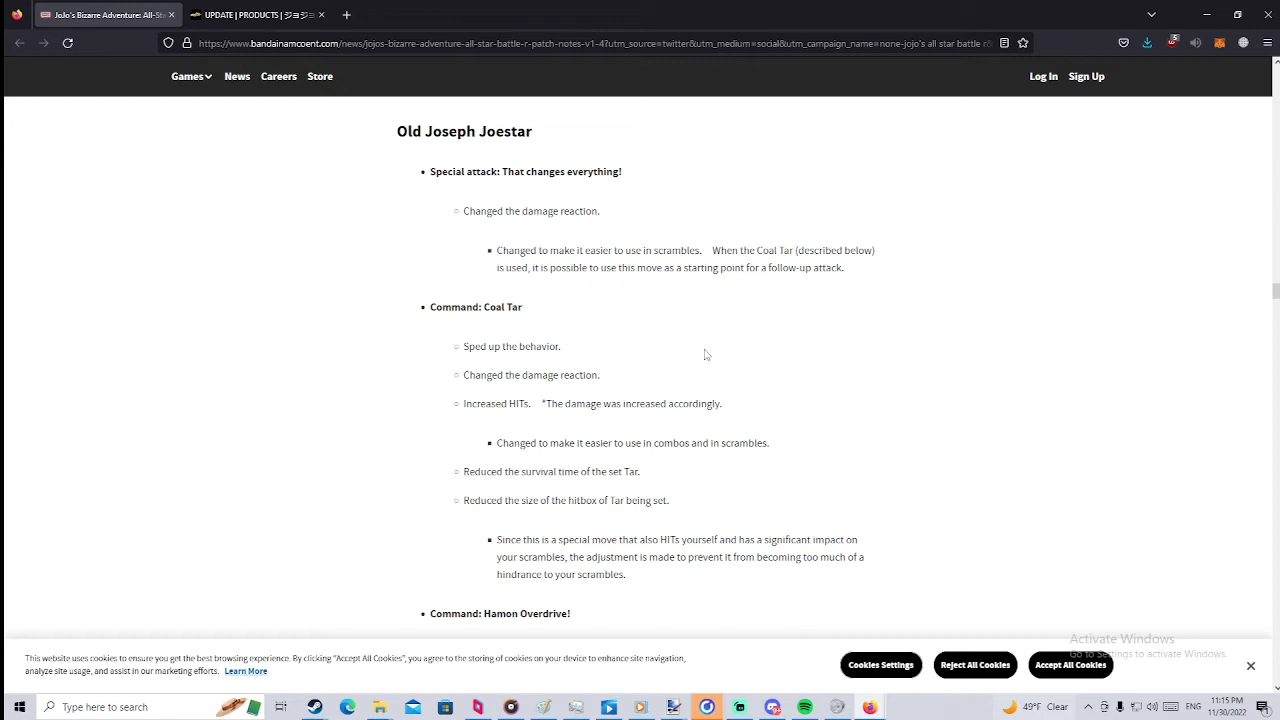 Jojo's Bizarre Adventure: All-Sta
UPDATE | PRODUCTS | ジョジ
https://www.bandainamcoent.com/news/jojos-bizarre-adventure-all-star-battle-r-patch-notes-v1-4?utm_source=twitter&utm_medium=social&utm_campaign_name=none-jojo's all star battle r
Games News Careers Store Log In Sign Up
Old Joseph Joestar
• Special attack: That changes everything!
Changed the damage reaction.
Changed to make it easier to use in scrambles. When the Coal Tar (described below)
is used, it is possible to use this move as a starting point for a follow-up attack.
• Command: Coal Tar
Sped up the behavior.
Changed the damage reaction.
Increased HITs. *The damage was increased accordingly.
Changed to make it easier to use in combos and in scrambles.
Reduced the survival time of the set Tar.
Reduced the size of the hitbox of Tar being set.
Since this is a special move that also HITs yourself and has a significant impact on
your scrambles, the adjustment is made to prevent it from becoming too much of a
hindrance to your scrambles.
• Command: Hamon Overdrive!
Activate Windows
Go to Settings to activate Windows.
This website uses cookies to ensure you get the best browsing experience. By clicking "Accept All Cookies", you agree to the storing of cookies on your device to enhance site navigation,
analyze site usage, and assist in our marketing efforts. Learn More
Cookies Settings Reject All Cookies Accept All Cookies
Type here to search
49°F Clear
ENG
11:15 PM
11/30/2022